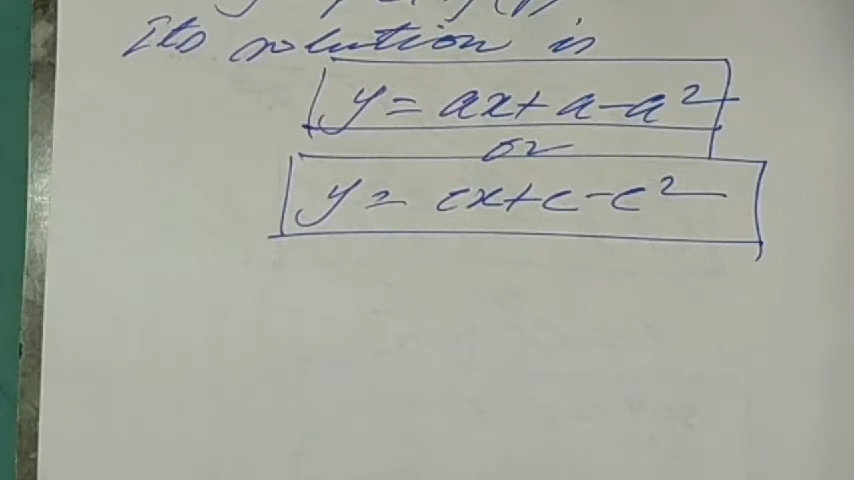 Its solution is
y = ax + a - a²
or
y = cx + c - c²